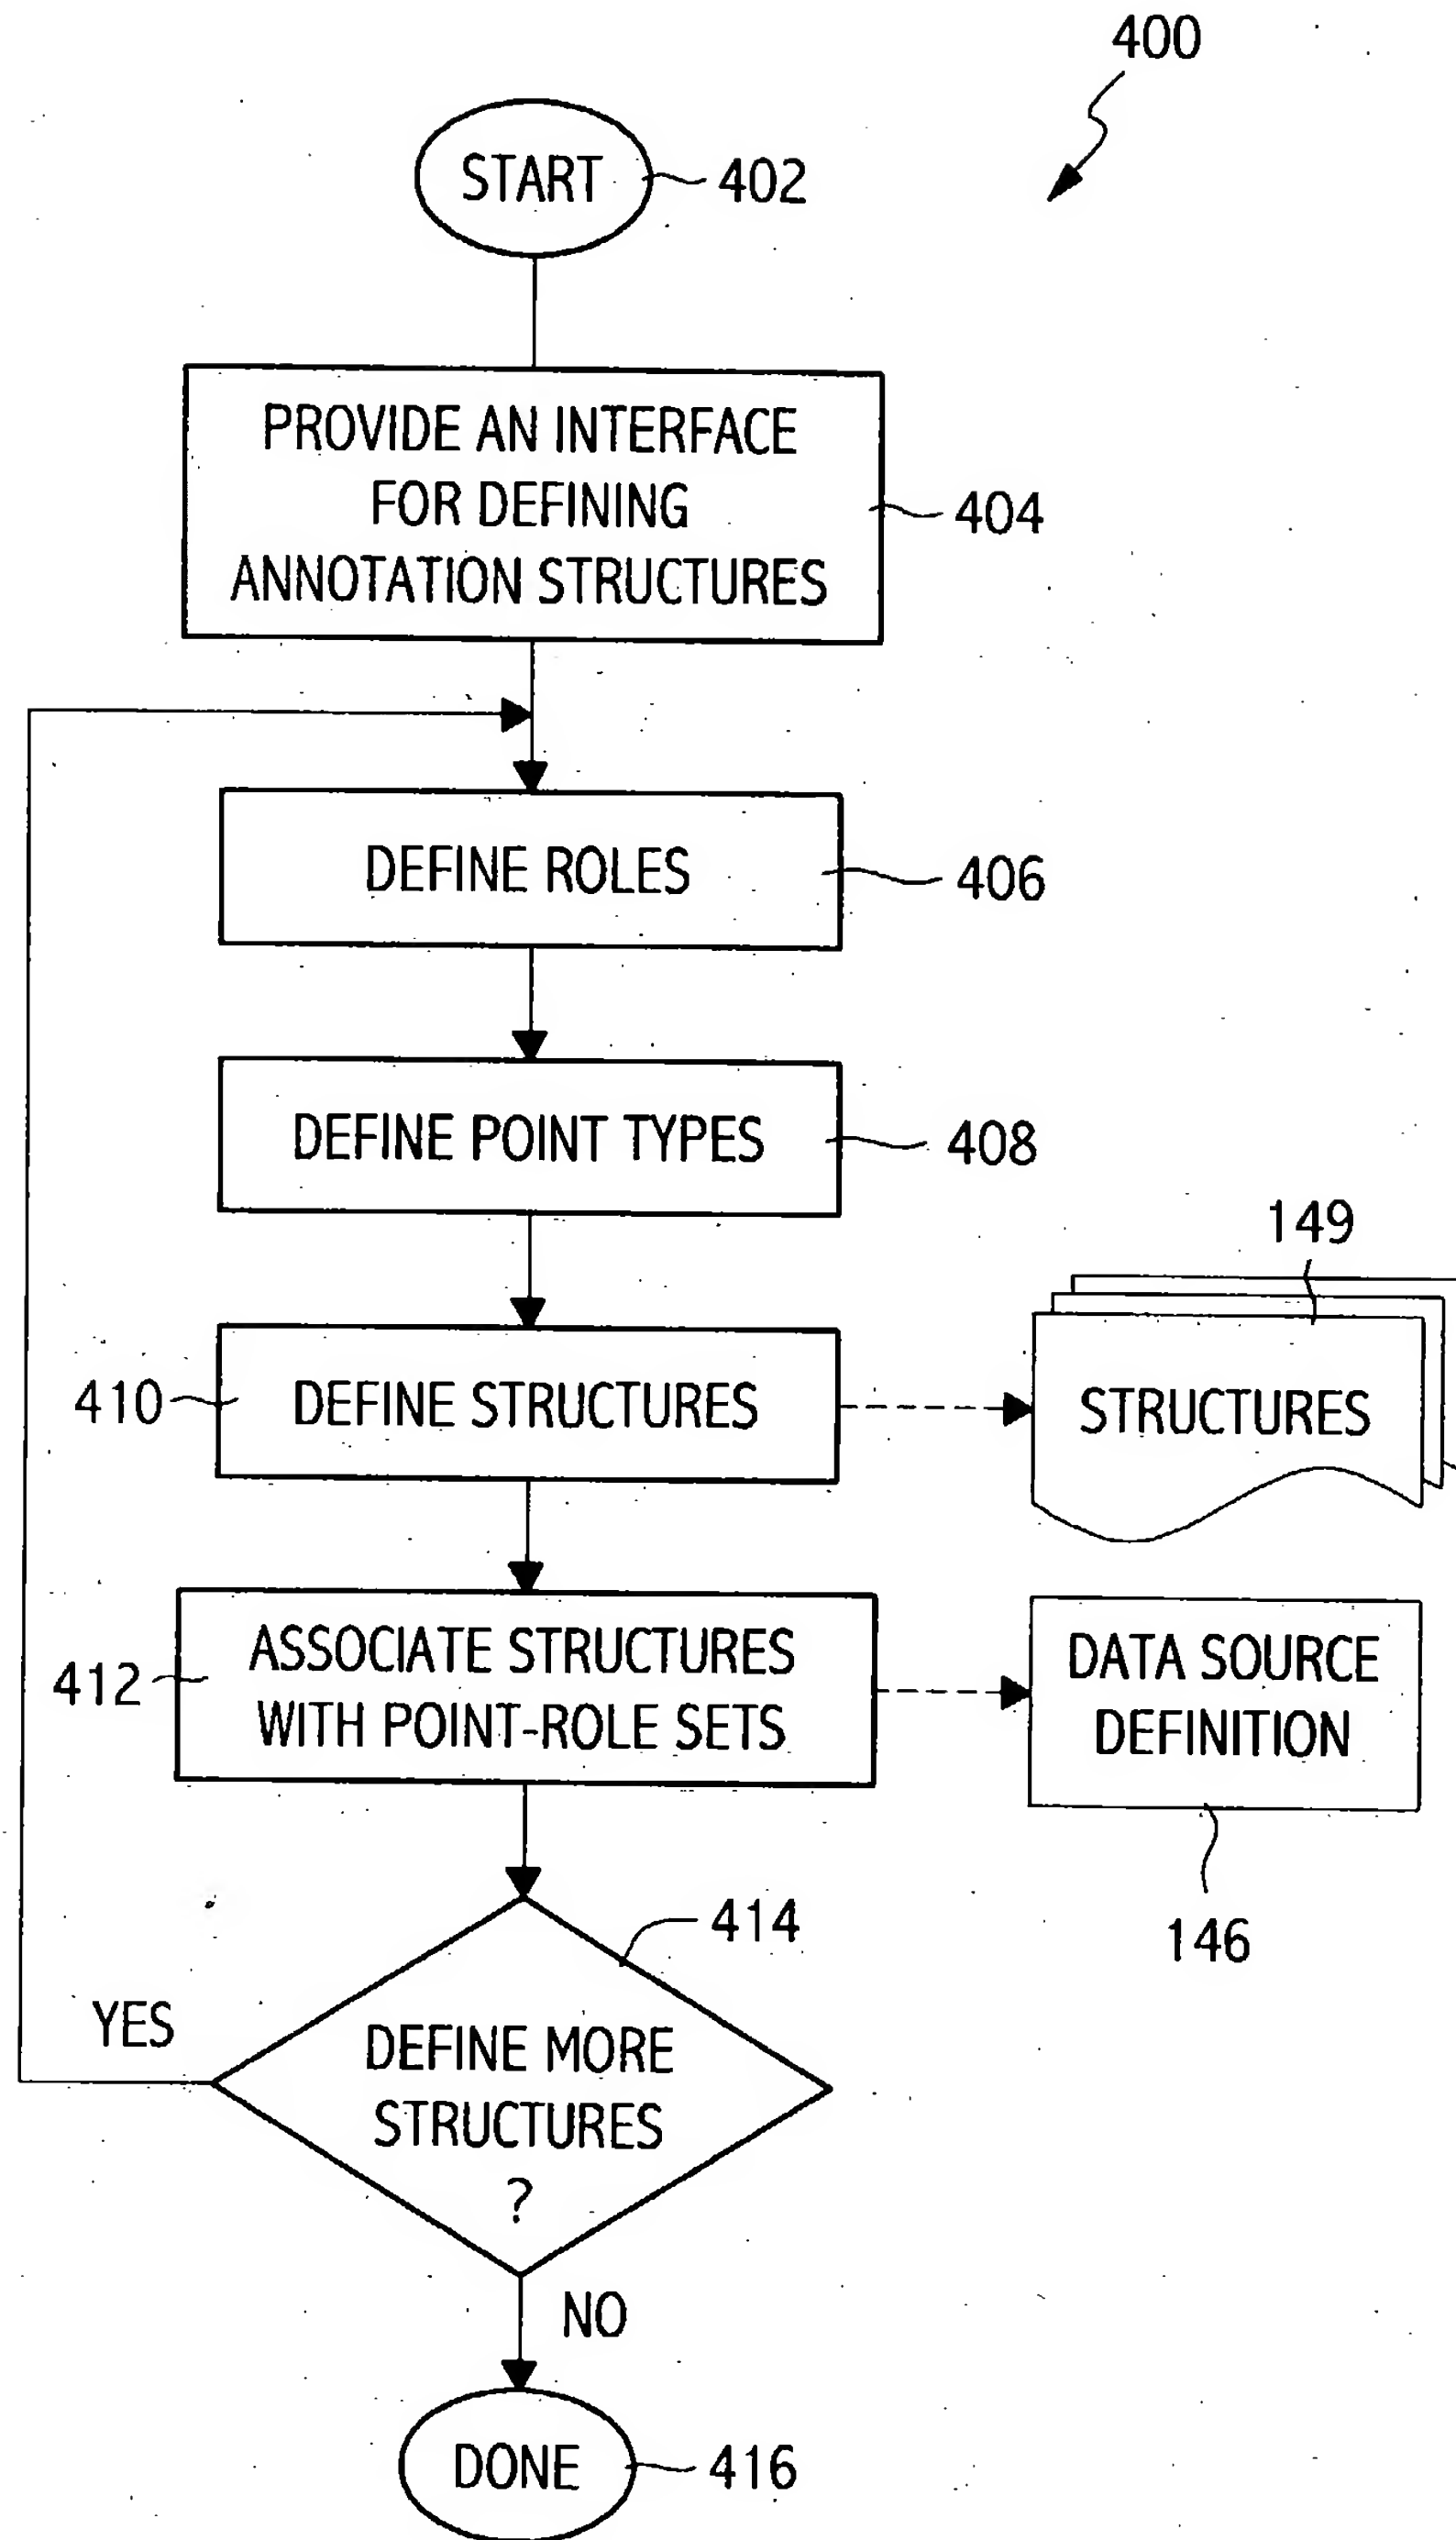 400
START
402
PROVIDE AN INTERFACE
FOR DEFINING
ANNOTATION STRUCTURES
404
DEFINE ROLES
406
DEFINE POINT TYPES
408
149
410
DEFINE STRUCTURES
STRUCTURES
412
ASSOCIATE STRUCTURES
WITH POINT-ROLE SETS
DATA SOURCE
DEFINITION
146
414
YES
DEFINE MORE
STRUCTURES
?
NO
DONE
416